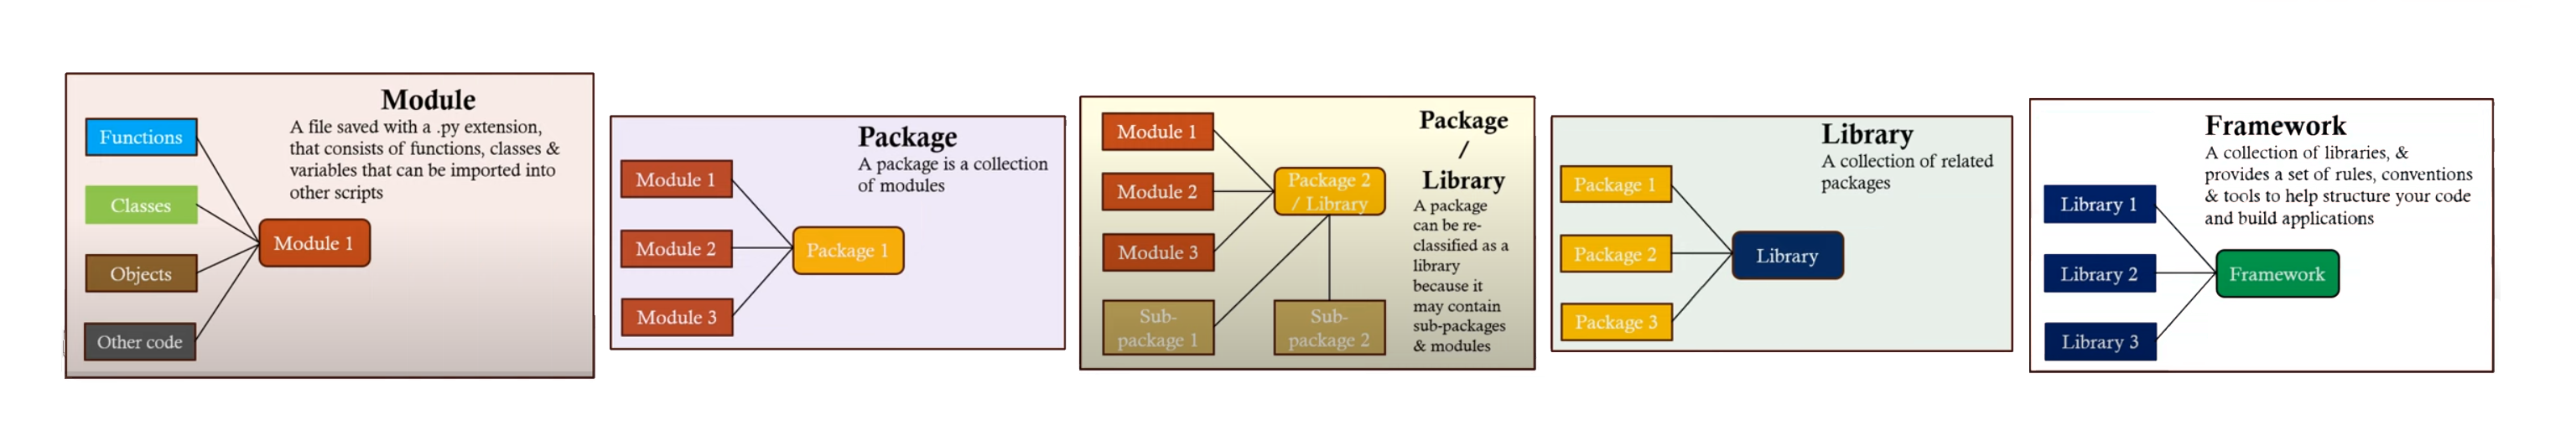 Module
A file saved with a .py extension,
that consists of functions, classes &
variables that can be imported into
other scripts
Functions
Classes
Objects
Other code
Module 1
Package
A package is a collection
of modules
Module 1
Module 2
Module 3
Package 1
Package
/
Library
A package
can be re-
classified as a
library
because it
may contain
sub-packages
& modules
Module 1
Module 2
Module 3
Package 2
/ Library
Sub-
package 1
Sub-
package 2
Library
A collection of related
packages
Package 1
Package 2
Package 3
Library
Framework
A collection of libraries, &
provides a set of rules, conventions
& tools to help structure your code
and build applications
Library 1
Library 2
Library 3
Framework